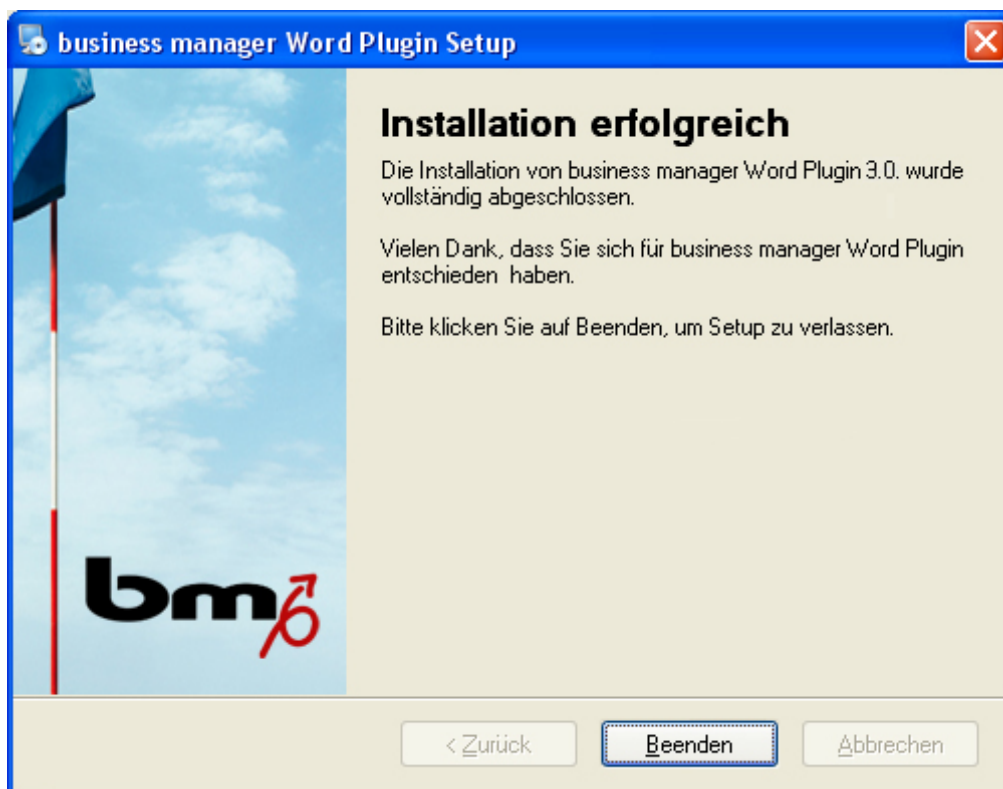 business manager Word Plugin Setup
Installation erfolgreich
Die Installation von business manager Word Plugin 3.0. wurde
vollständig abgeschlossen.
Vielen Dank, dass Sie sich für business manager Word Plugin
entschieden haben.
Bitte klicken Sie auf Beenden, um Setup zu verlassen.
bm6
< Zurück
Beenden
Abbrechen